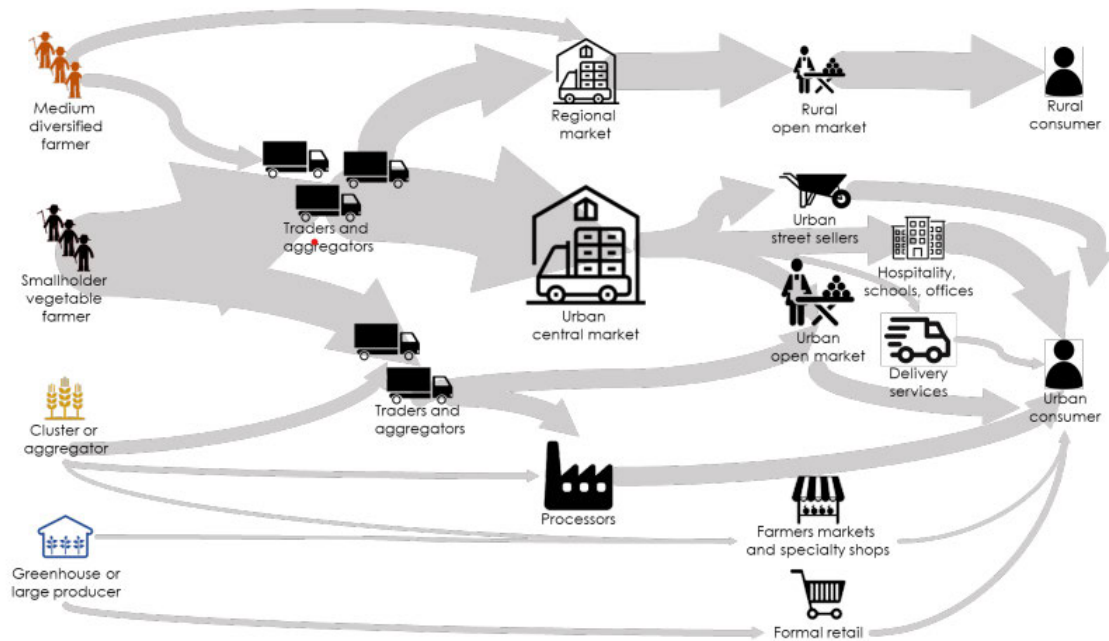 Medium
diversified
farmer
Regional
market
Rural
open market
Rural
consumer
Traders and
aggregators
Smallholder
vegetable
farmer
Urban
central market
Urban
street sellers
Hospitality,
schools, offices
Urban
open market
Delivery
services
Urban
consumer
Cluster or
aggregator
Traders and
aggregators
Processors
Farmers markets
and specialty shops
Greenhouse or
large producer
Formal retail